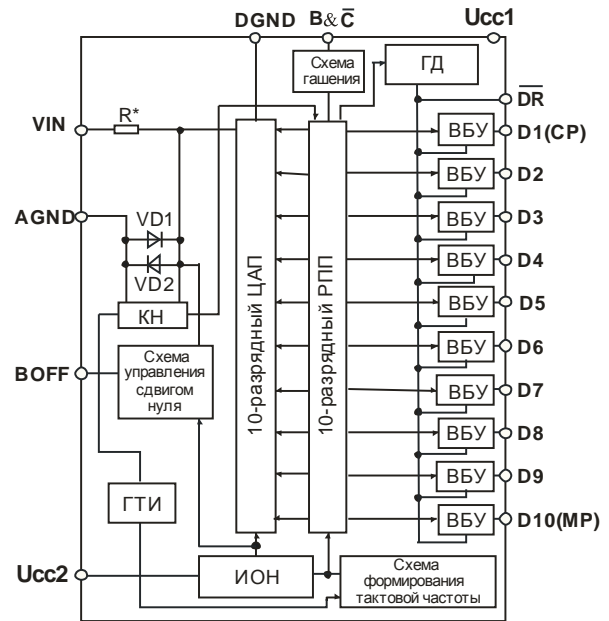 DGND
B&C̅
Ucc1
Схема
гашения
ГД
D̅R̅
VIN
R*
ВБУ
D1(CP)
ВБУ
D2
AGND
VD1
ВБУ
D3
VD2
ВБУ
D4
КН
ВБУ
D5
10-разрядный ЦАП
10-разрядный РПП
BOFF
Схема
управления
сдвигом
нуля
ВБУ
D6
ВБУ
D7
ВБУ
D8
ВБУ
D9
ГТИ
ВБУ
D10(MP)
Ucc2
ИОН
Схема
формирования
тактовой частоты